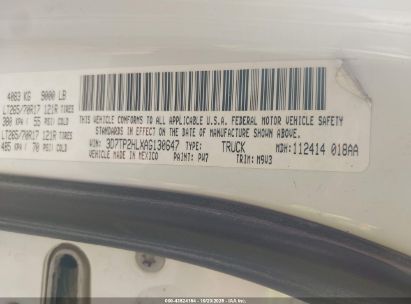 4083 KG 9000 LB
LT265/70R17 121R TIRES
380 KPA / 55 PSI COLD
LT265/70R17 121R TIRES
485 KPA / 70 PSI COLD
THIS VEHICLE CONFORMS TO ALL APPLICABLE U.S.A. FEDERAL MOTOR VEHICLE SAFETY
STANDARDS IN EFFECT ON THE DATE OF MANUFACTURE SHOWN ABOVE.
VIN: 3D7TP2HLXAG130647 TYPE: TRUCK MDH: 112414 018AA
VEHICLE MADE IN MEXICO PAINT: PW7 TRIM: M9V3